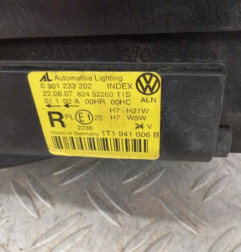 AL Automotive Lighting
0 301 233 202 INDEX
22.08.07 824 52200 11S ALN
S1 1 02 A 00HR 00HC
H7 - H21W
R PL E1 26 H7 W5W
2236 V
Made in Germany 1T1 941 006 B